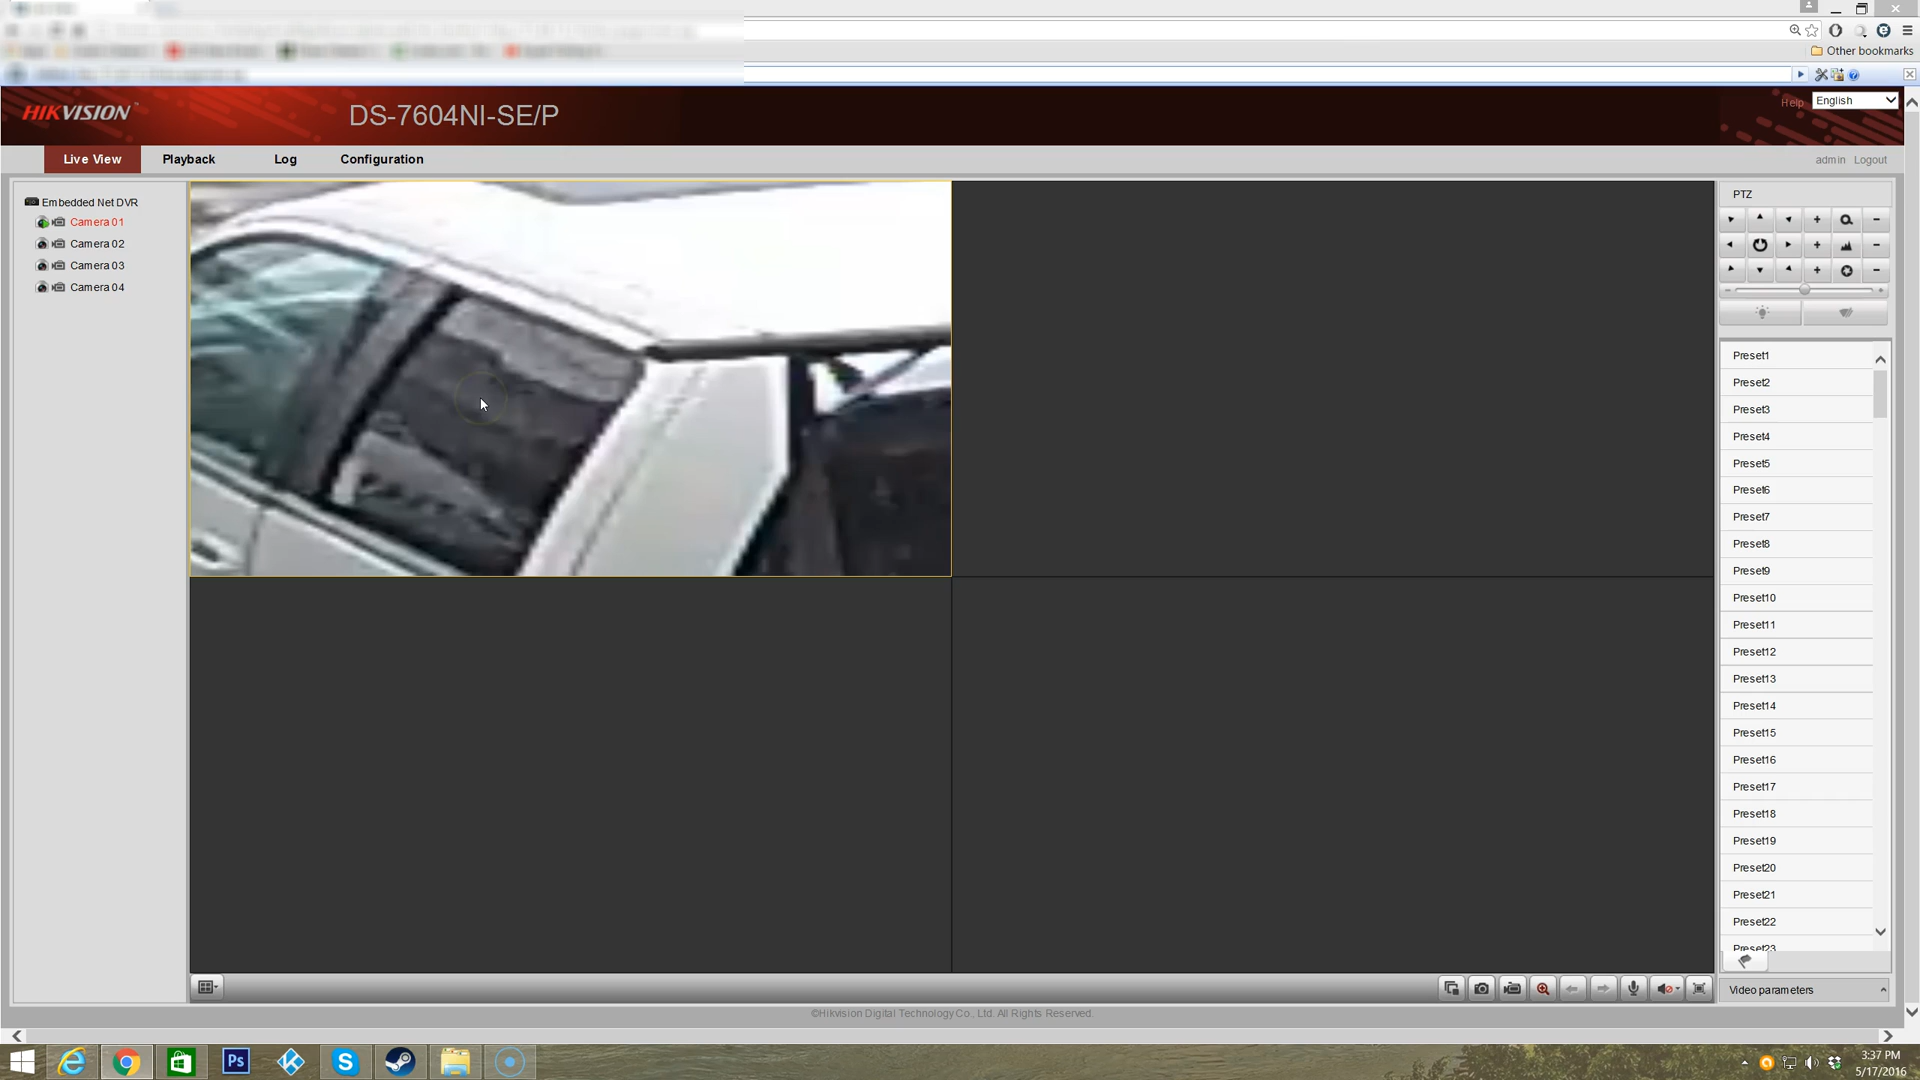 Other bookmarks
HIKVISION
DS-7604NI-SE/P
Help
English
Live View
Playback
Log
Configuration
admin
Logout
Embedded Net DVR
Camera 01
Camera 02
Camera 03
Camera 04
PTZ
Preset1
Preset2
Preset3
Preset4
Preset5
Preset6
Preset7
Preset8
Preset9
Preset10
Preset11
Preset12
Preset13
Preset14
Preset15
Preset16
Preset17
Preset18
Preset19
Preset20
Preset21
Preset22
Preset23
Video parameters
©Hikvision Digital Technology Co., Ltd. All Rights Reserved.
Ps
3:37 PM
5/17/2016